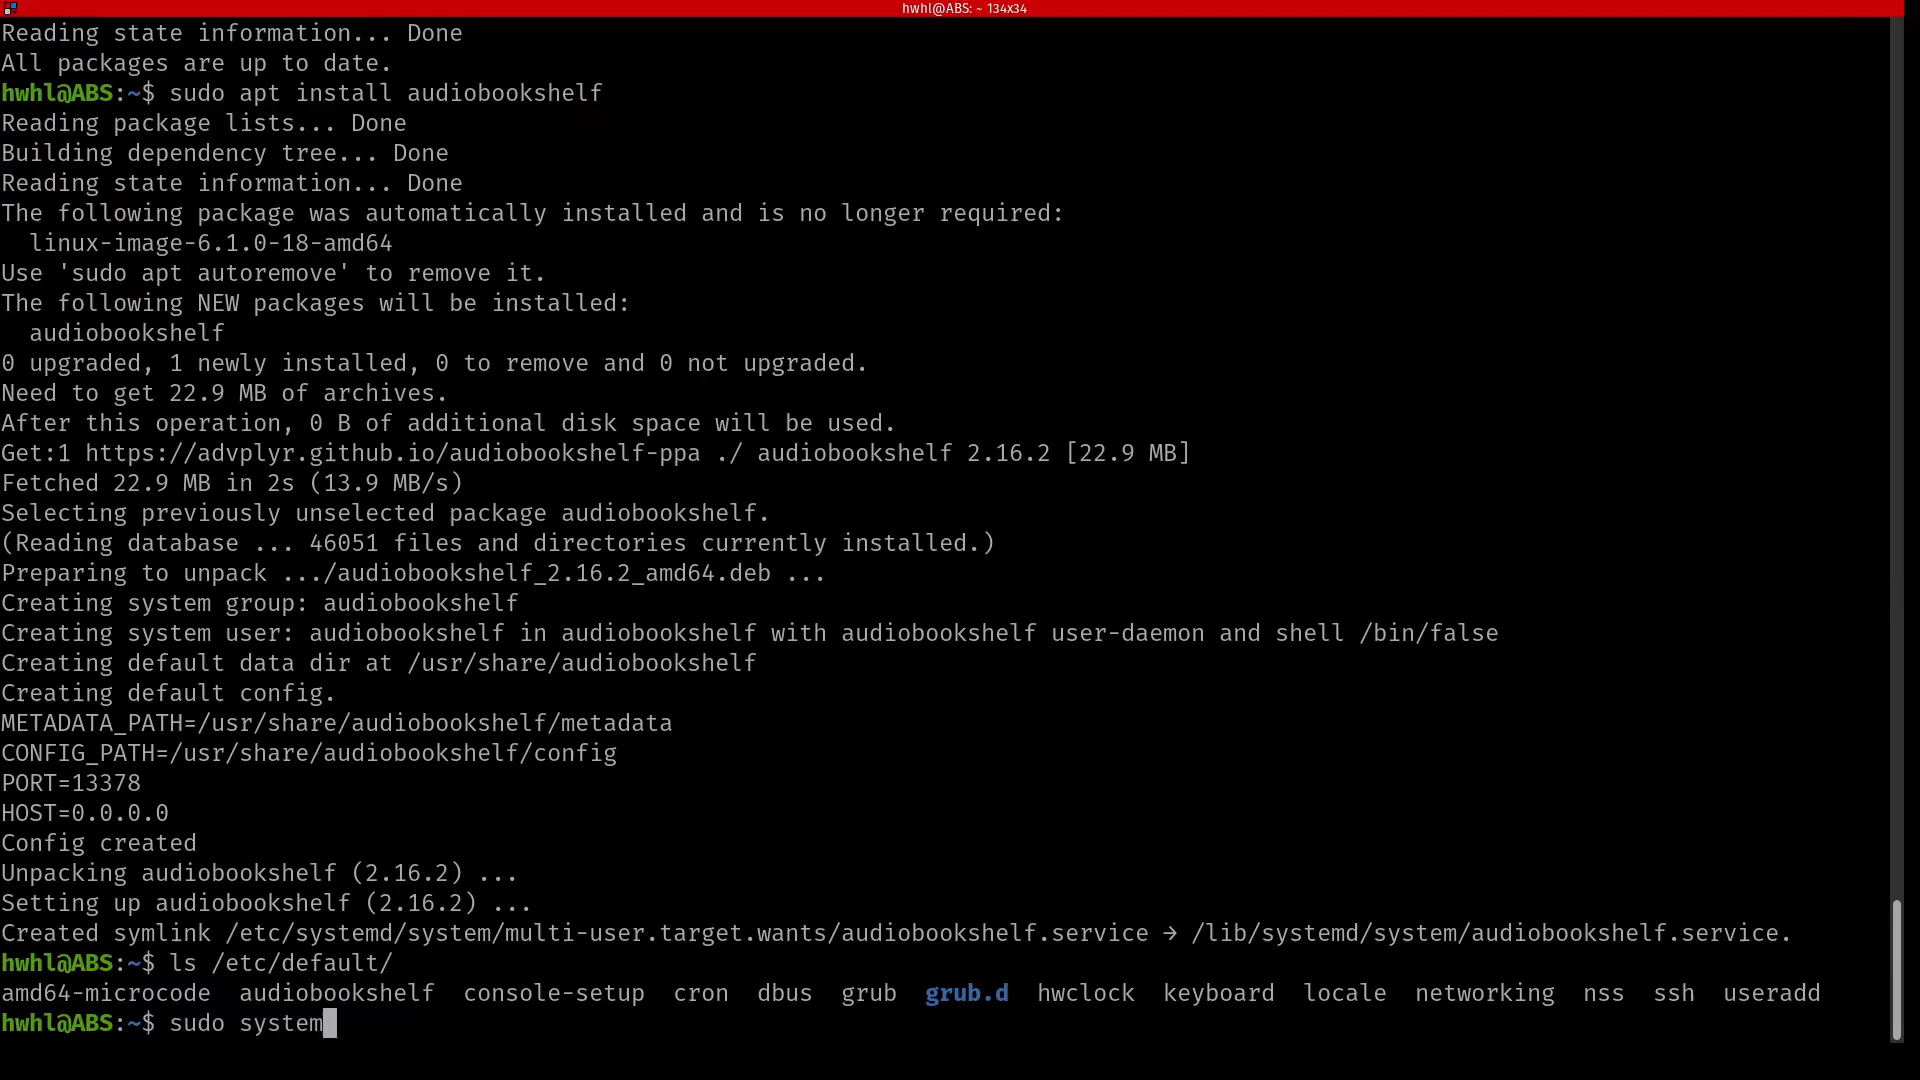 hwhl@ABS: ~ 134x34
Reading state information... Done
All packages are up to date.
hwhl@ABS:~$ sudo apt install audiobookshelf
Reading package lists... Done
Building dependency tree... Done
Reading state information... Done
The following package was automatically installed and is no longer required:
  linux-image-6.1.0-18-amd64
Use 'sudo apt autoremove' to remove it.
The following NEW packages will be installed:
  audiobookshelf
0 upgraded, 1 newly installed, 0 to remove and 0 not upgraded.
Need to get 22.9 MB of archives.
After this operation, 0 B of additional disk space will be used.
Get:1 https://advplyr.github.io/audiobookshelf-ppa ./ audiobookshelf 2.16.2 [22.9 MB]
Fetched 22.9 MB in 2s (13.9 MB/s)
Selecting previously unselected package audiobookshelf.
(Reading database ... 46051 files and directories currently installed.)
Preparing to unpack .../audiobookshelf_2.16.2_amd64.deb ...
Creating system group: audiobookshelf
Creating system user: audiobookshelf in audiobookshelf with audiobookshelf user-daemon and shell /bin/false
Creating default data dir at /usr/share/audiobookshelf
Creating default config.
METADATA_PATH=/usr/share/audiobookshelf/metadata
CONFIG_PATH=/usr/share/audiobookshelf/config
PORT=13378
HOST=0.0.0.0
Config created
Unpacking audiobookshelf (2.16.2) ...
Setting up audiobookshelf (2.16.2) ...
Created symlink /etc/systemd/system/multi-user.target.wants/audiobookshelf.service → /lib/systemd/system/audiobookshelf.service.
hwhl@ABS:~$ ls /etc/default/
amd64-microcode  audiobookshelf  console-setup  cron  dbus  grub  grub.d  hwclock  keyboard  locale  networking  nss  ssh  useradd
hwhl@ABS:~$ sudo system